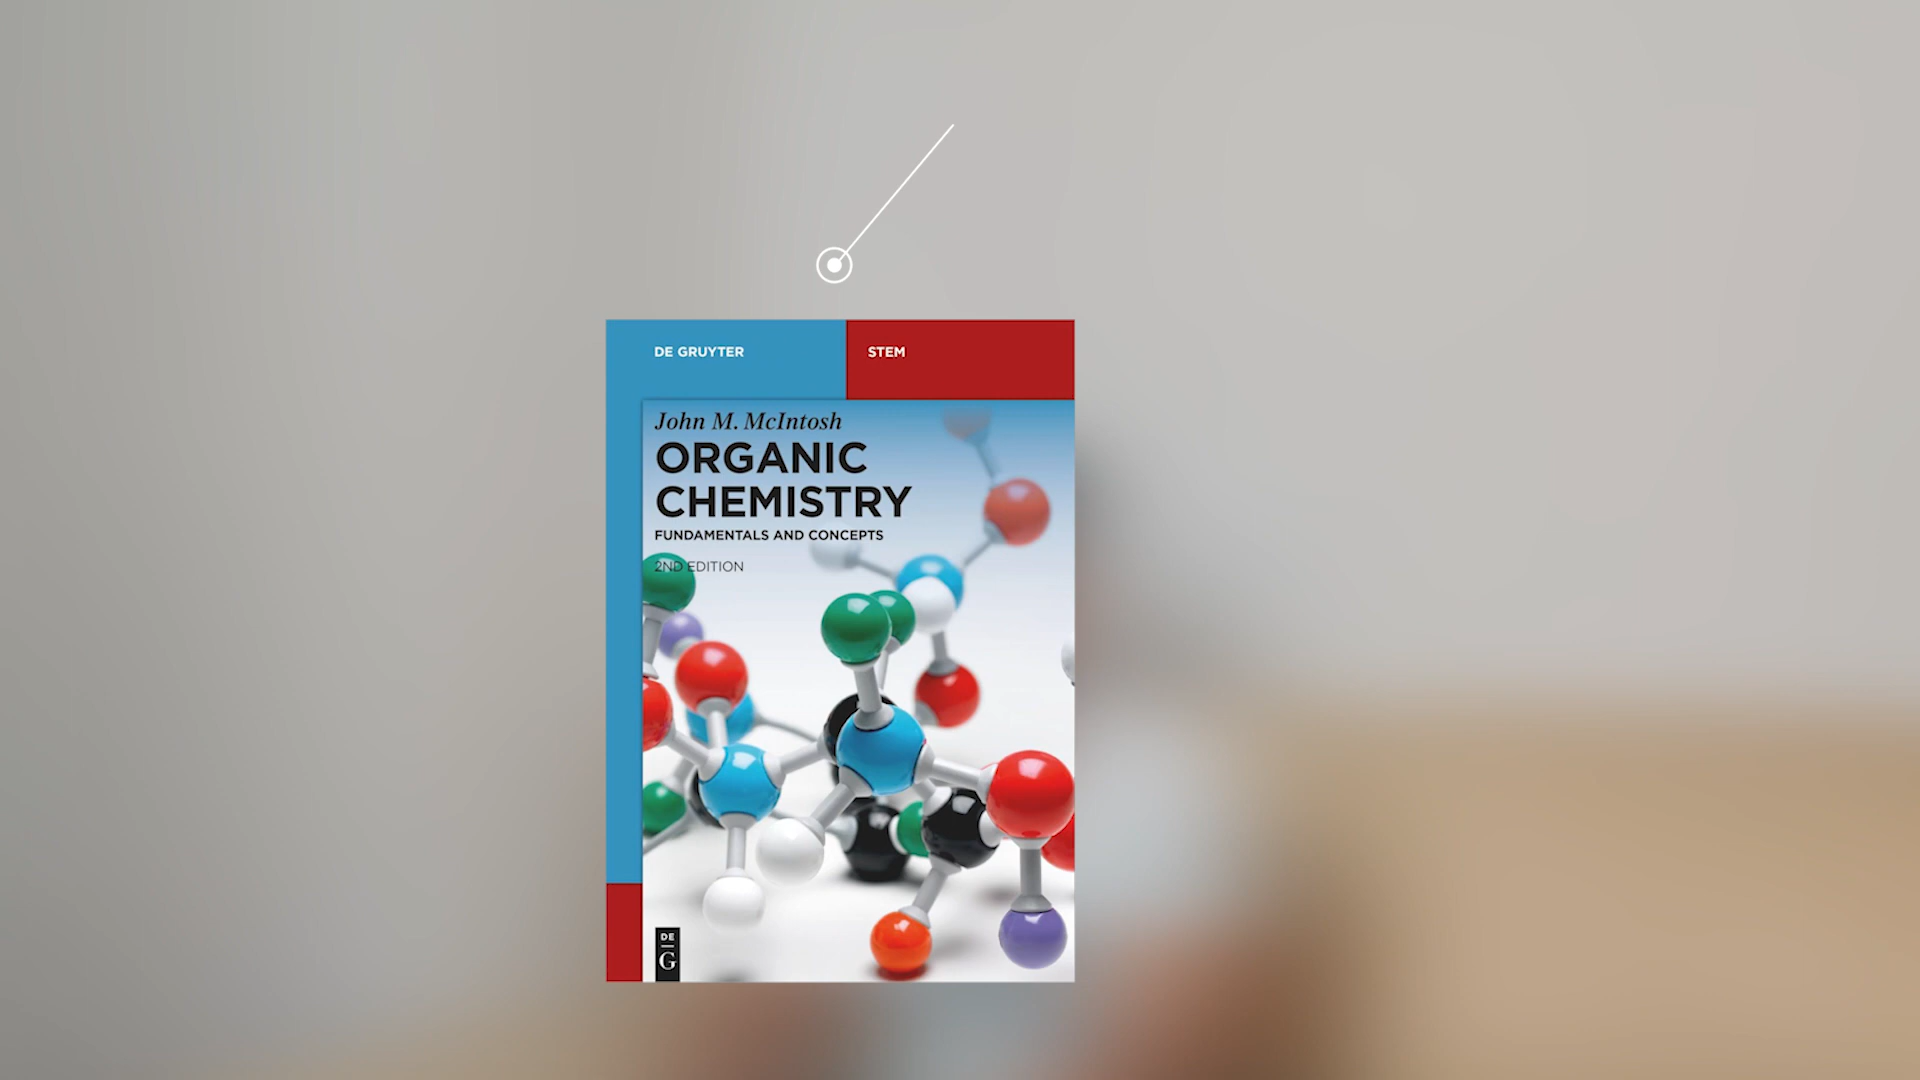 DE GRUYTER
STEM
John M. McIntosh
ORGANIC
CHEMISTRY
FUNDAMENTALS AND CONCEPTS
2ND EDITION
DE
G